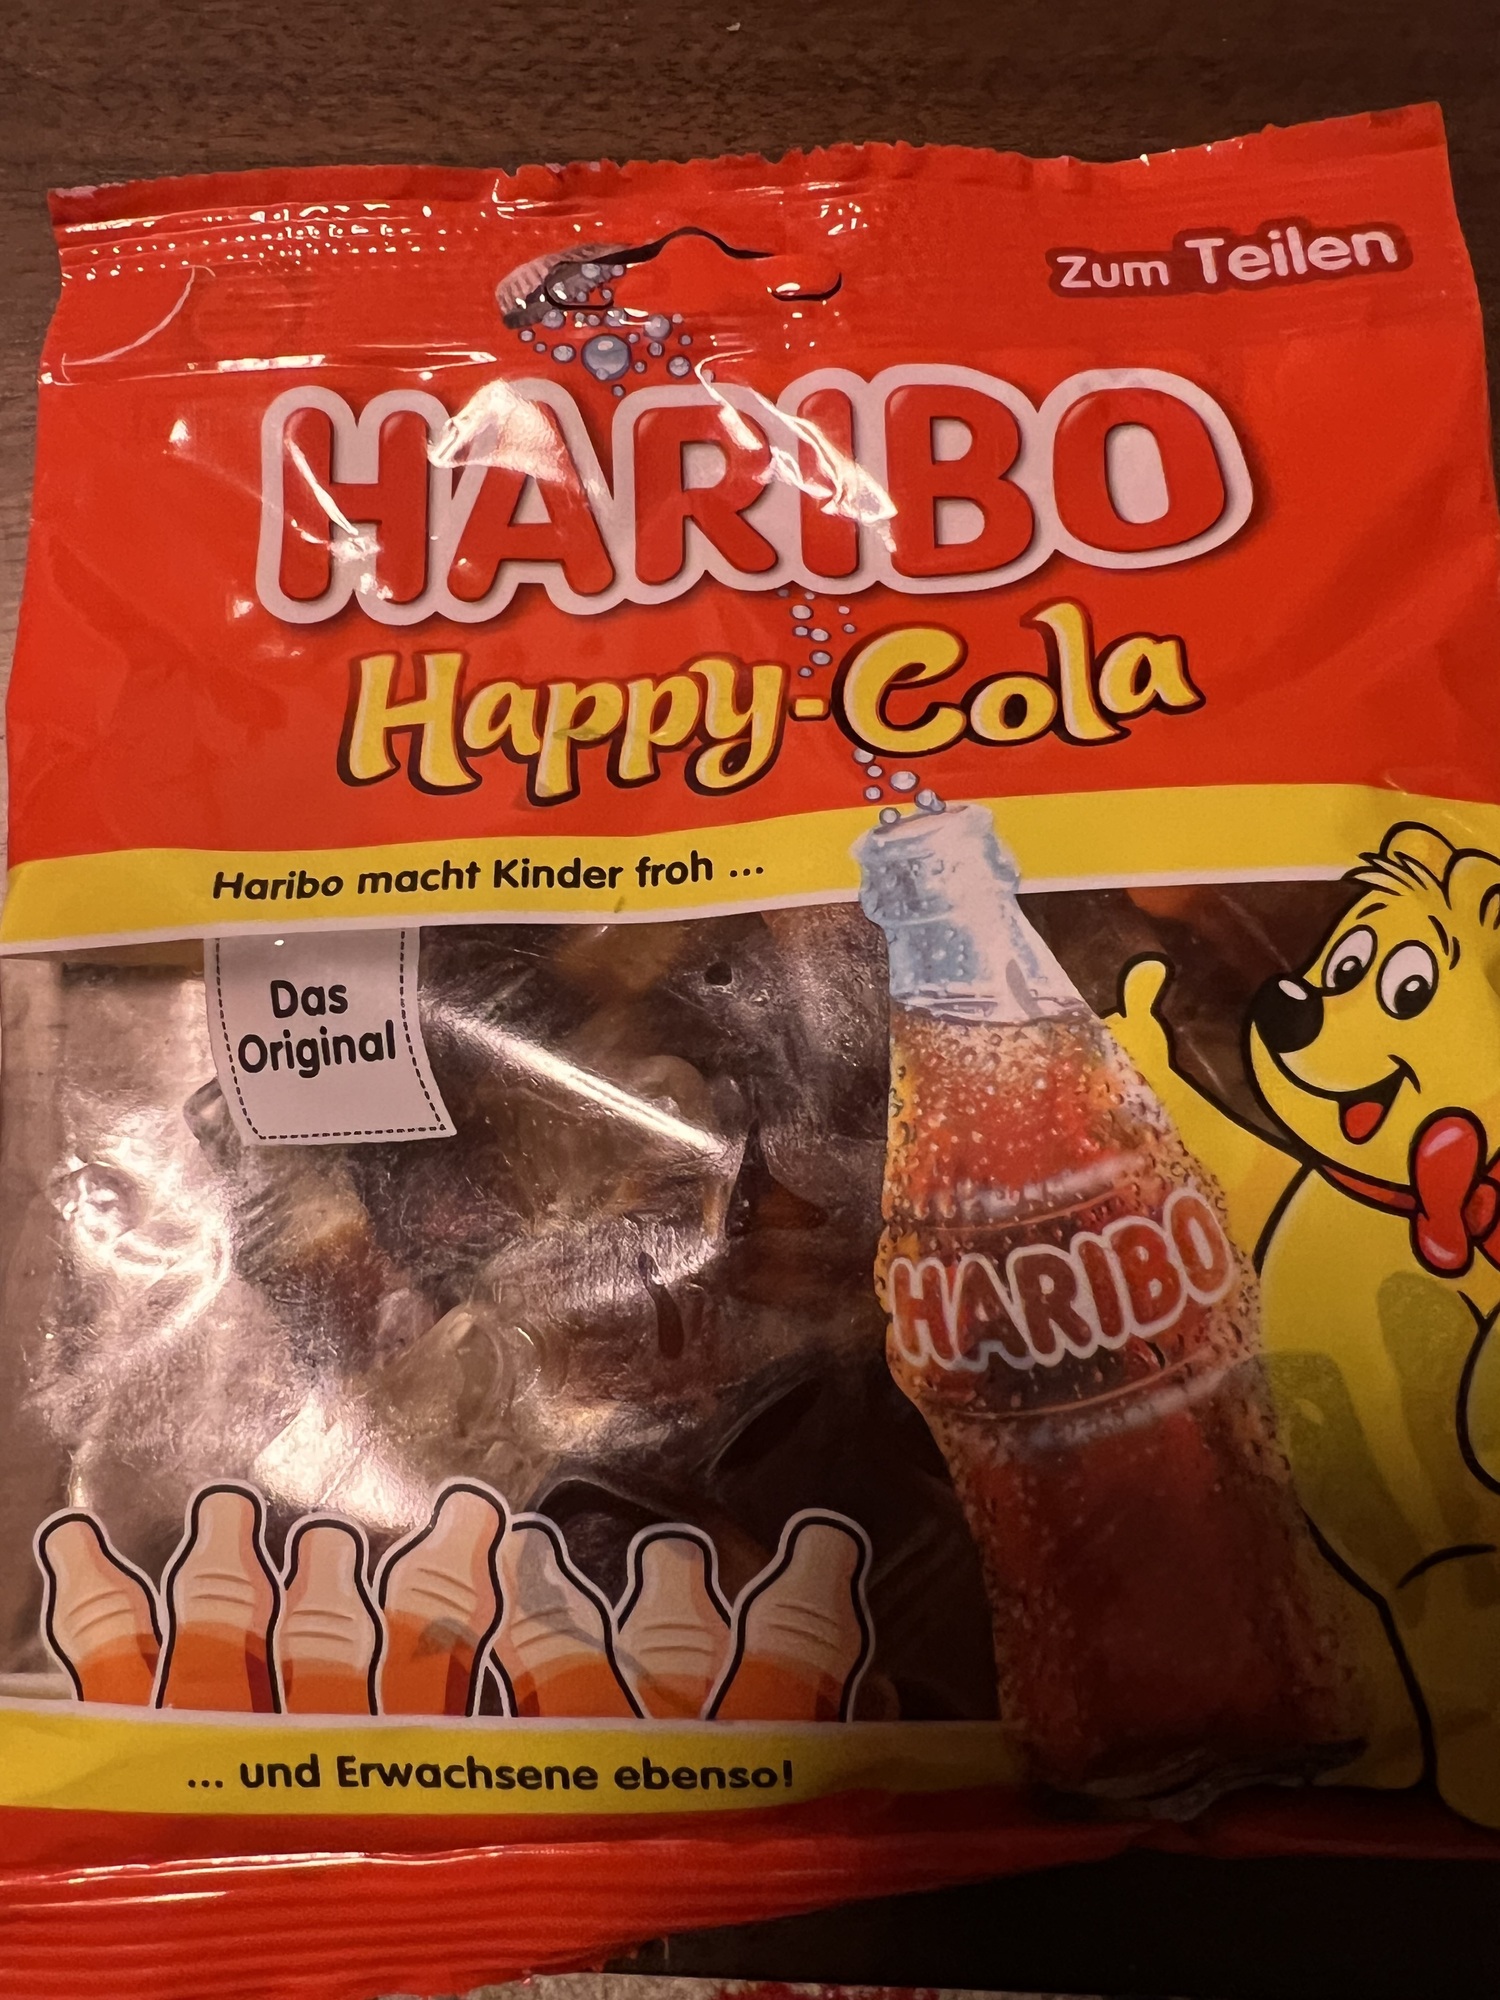 Zum Teilen
HARIBO
Happy-Cola
Haribo macht Kinder froh ...
Das
Original
HARIBO
... und Erwachsene ebenso!